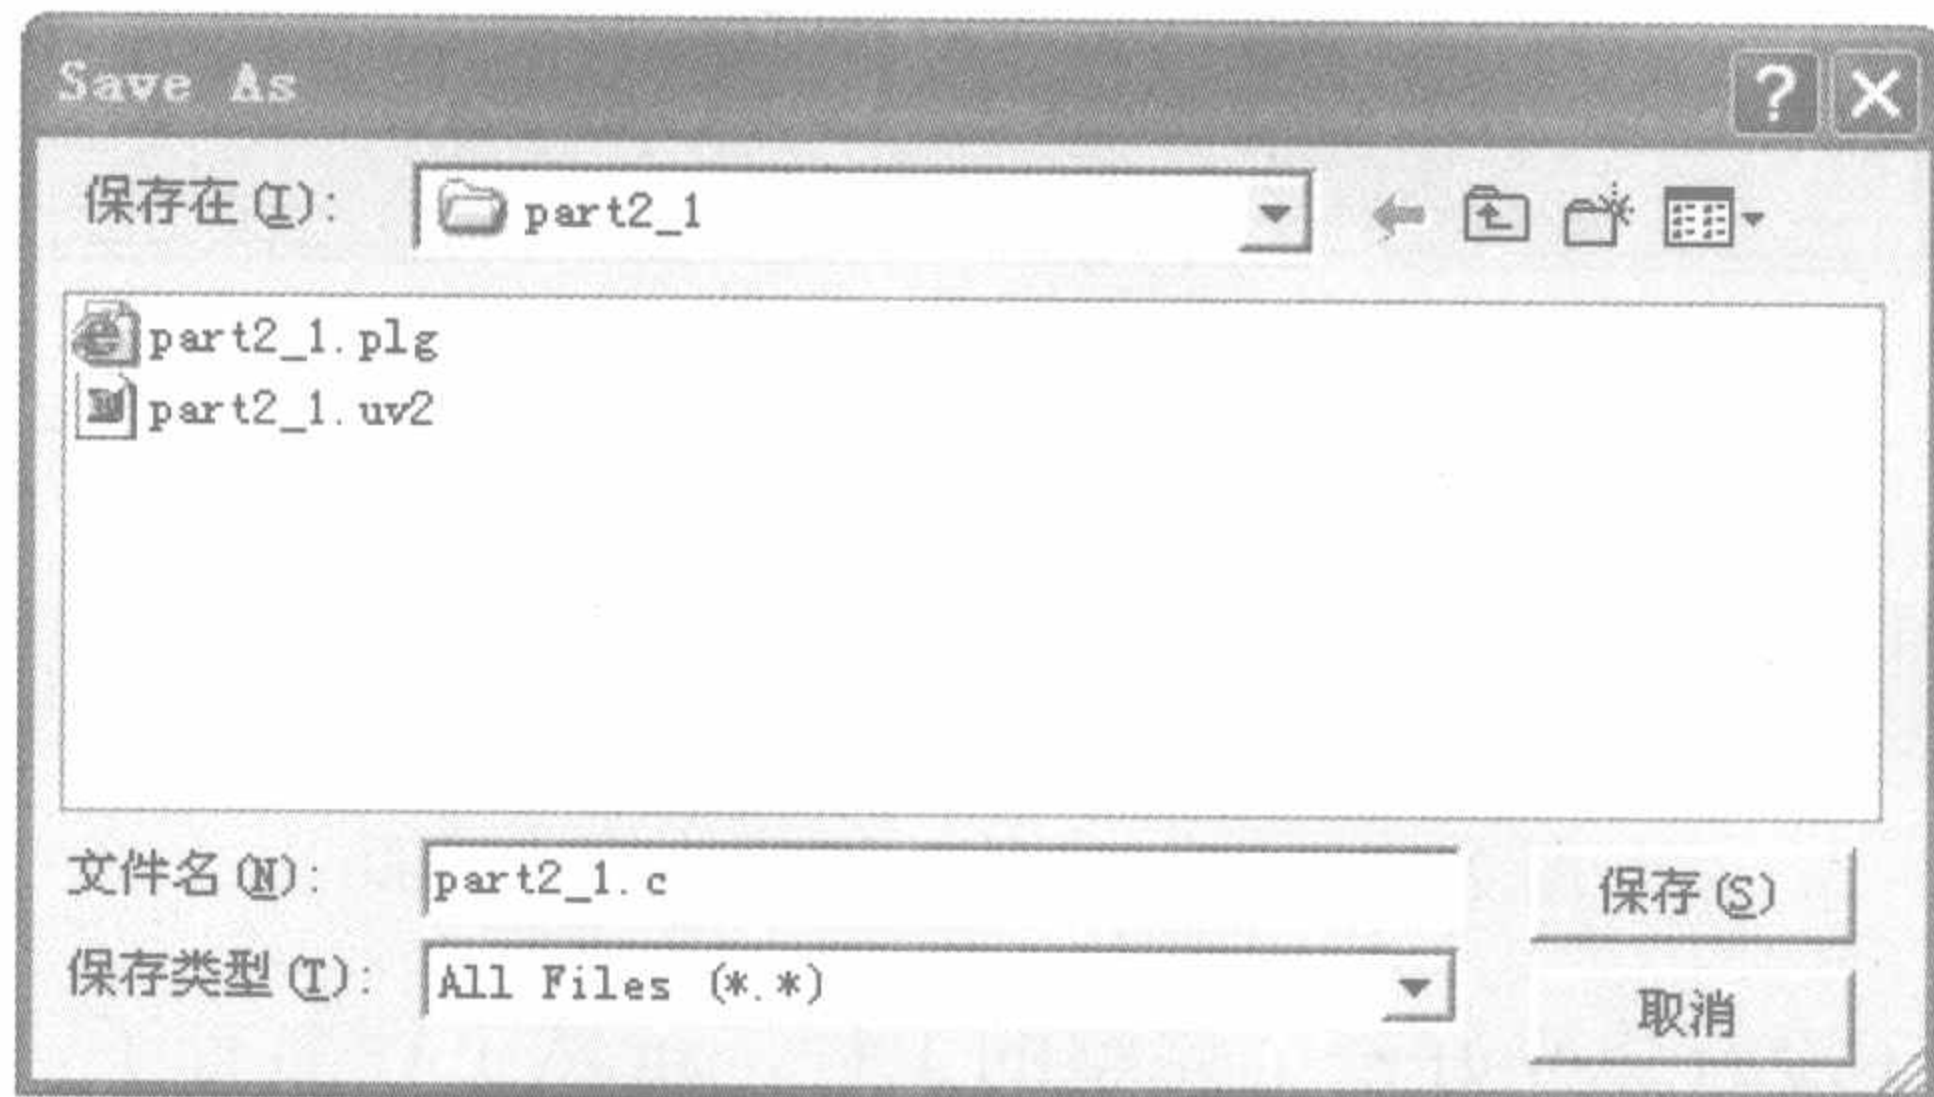 Save As
保存在(I): part2_1
part2_1.plg
part2_1.uv2
文件名(N): part2_1.c
保存(S)
保存类型(T): All Files (*.*)
取消